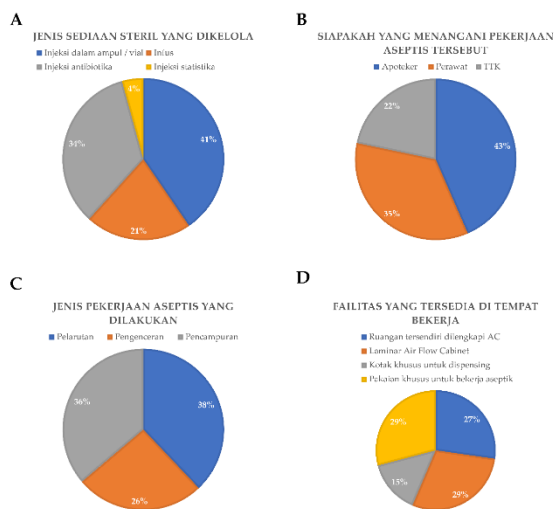 A
JENIS SEDIAAN STERIL YANG DIKELOLA
Injeksi dalam ampul / vial Infus
Injeksi antibiotika Injeksi statistika
4%
34%
41%
21%
B
SIAPAKAH YANG MENANGANI PEKERJAAN
ASEPTIS TERSEBUT
Apoteker Perawat TTK
22%
43%
35%
C
JENIS PEKERJAAN ASEPTIS YANG
DILAKUKAN
Pelarutan Pengenceran Pencampuran
36%
38%
26%
D
FAILITAS YANG TERSEDIA DI TEMPAT
BEKERJA
Ruangan tersendiri dilengkapi AC
Laminar Air Flow Cabinet
Kotak khusus untuk dispensing
Pakaian khusus untuk bekerja aseptik
29%
27%
15%
29%